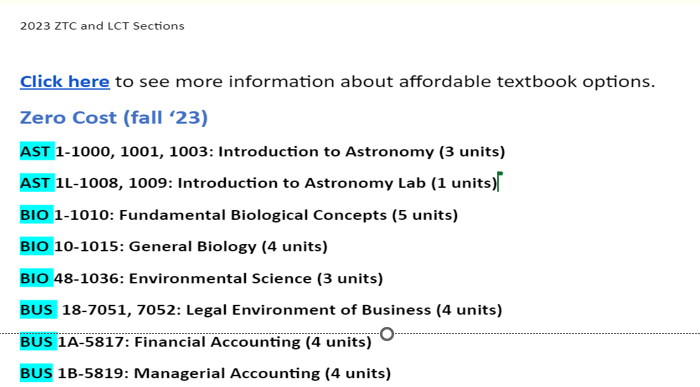 2023 ZTC and LCT Sections
Click here to see more information about affordable textbook options.
Zero Cost (fall ‘23)
AST 1-1000, 1001, 1003: Introduction to Astronomy (3 units)
AST 1L-1008, 1009: Introduction to Astronomy Lab (1 units)
BIO 1-1010: Fundamental Biological Concepts (5 units)
BIO 10-1015: General Biology (4 units)
BIO 48-1036: Environmental Science (3 units)
BUS 18-7051, 7052: Legal Environment of Business (4 units)
BUS 1A-5817: Financial Accounting (4 units)
BUS 1B-5819: Managerial Accounting (4 units)